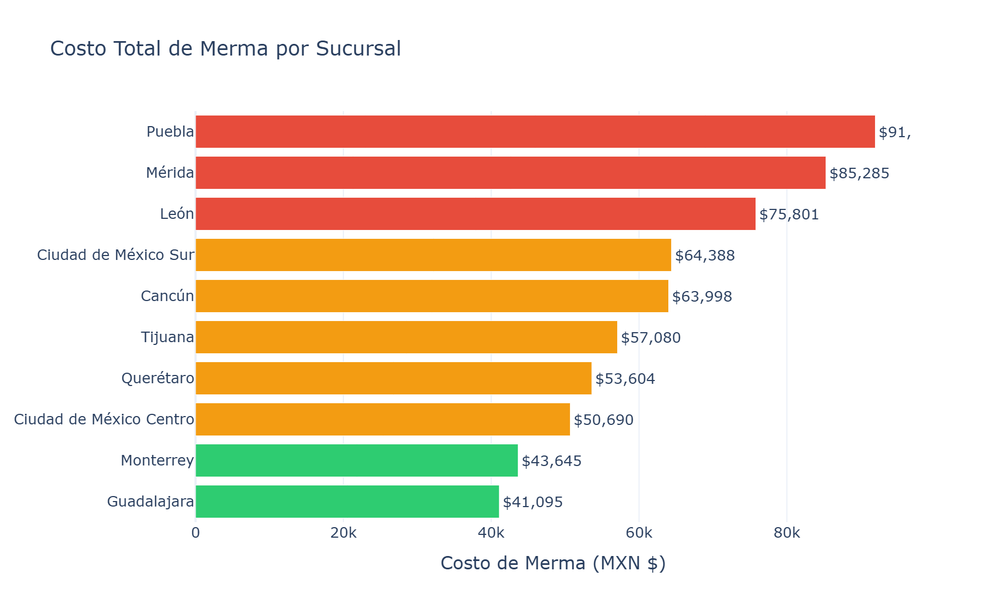 Costo Total de Merma por Sucursal
Puebla $91,
Mérida $85,285
León $75,801
Ciudad de México Sur $64,388
Cancún $63,998
Tijuana $57,080
Querétaro $53,604
Ciudad de México Centro $50,690
Monterrey $43,645
Guadalajara $41,095
0 20k 40k 60k 80k
Costo de Merma (MXN $)